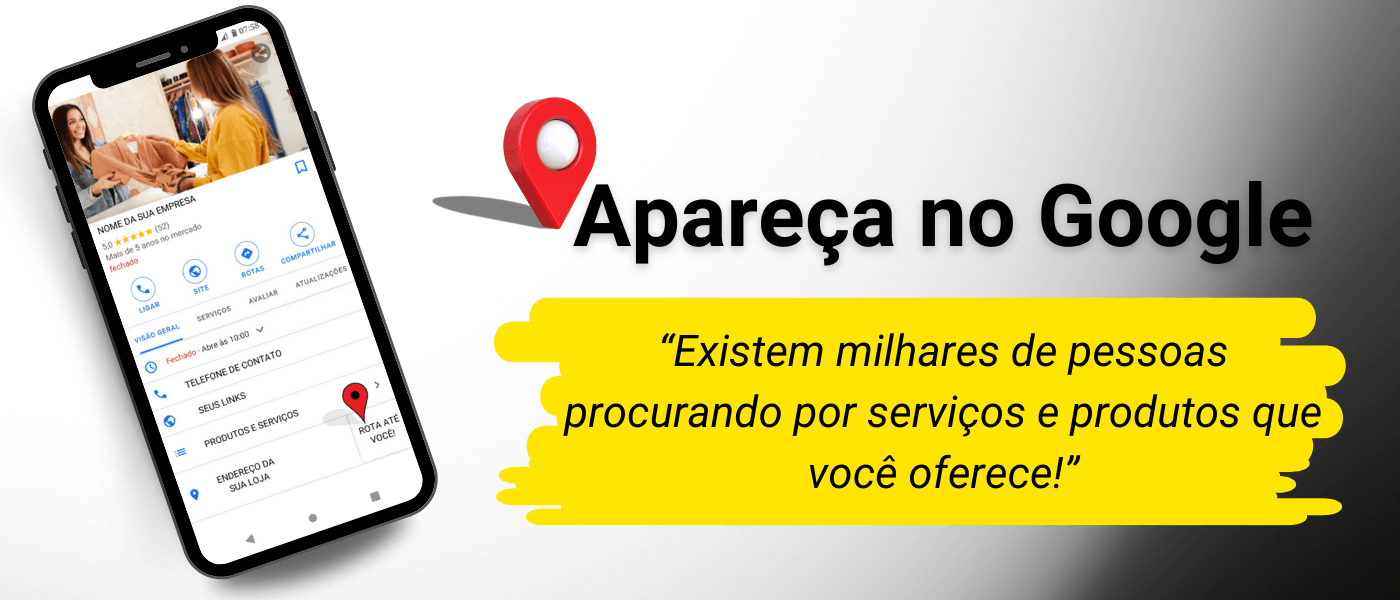 07:58
NOME DA SUA EMPRESA
5,0 ★★★★★ (52)
Mais de 5 anos no mercado
fechado
LIGAR SITE ROTAS COMPARTILHAR
VISÃO GERAL SERVIÇOS AVALIAR ATUALIZAÇÕES
Fechado · Abre às 10:00
TELEFONE DE CONTATO
SEUS LINKS
PRODUTOS E SERVIÇOS
ENDEREÇO DA
SUA LOJA
ROTA ATÉ
VOCÊ!
Apareça no Google
“Existem milhares de pessoas
procurando por serviços e produtos que
você oferece!”